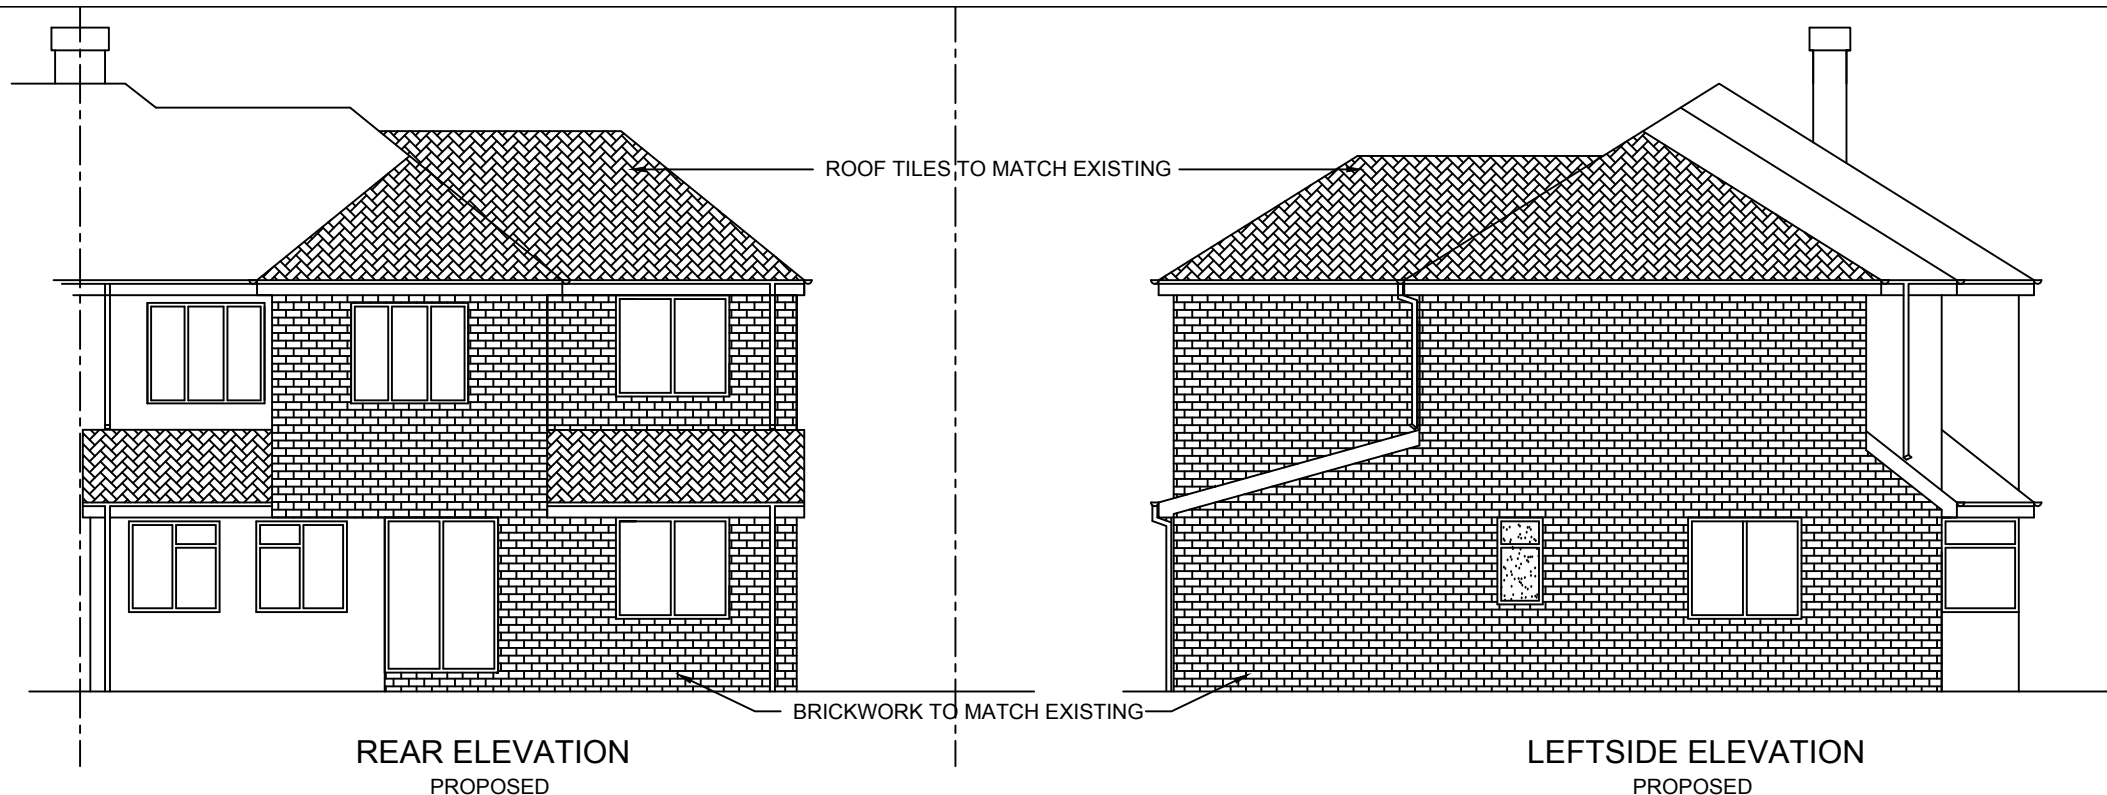 ROOF TILES TO MATCH EXISTING
BRICKWORK TO MATCH EXISTING
REAR ELEVATION
PROPOSED
LEFTSIDE ELEVATION
PROPOSED